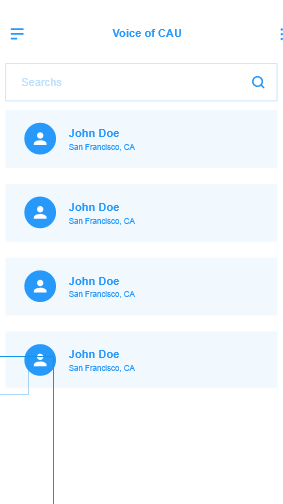 Voice of CAU
Searchs
John Doe
San Francisco, CA
John Doe
San Francisco, CA
John Doe
San Francisco, CA
John Doe
San Francisco, CA